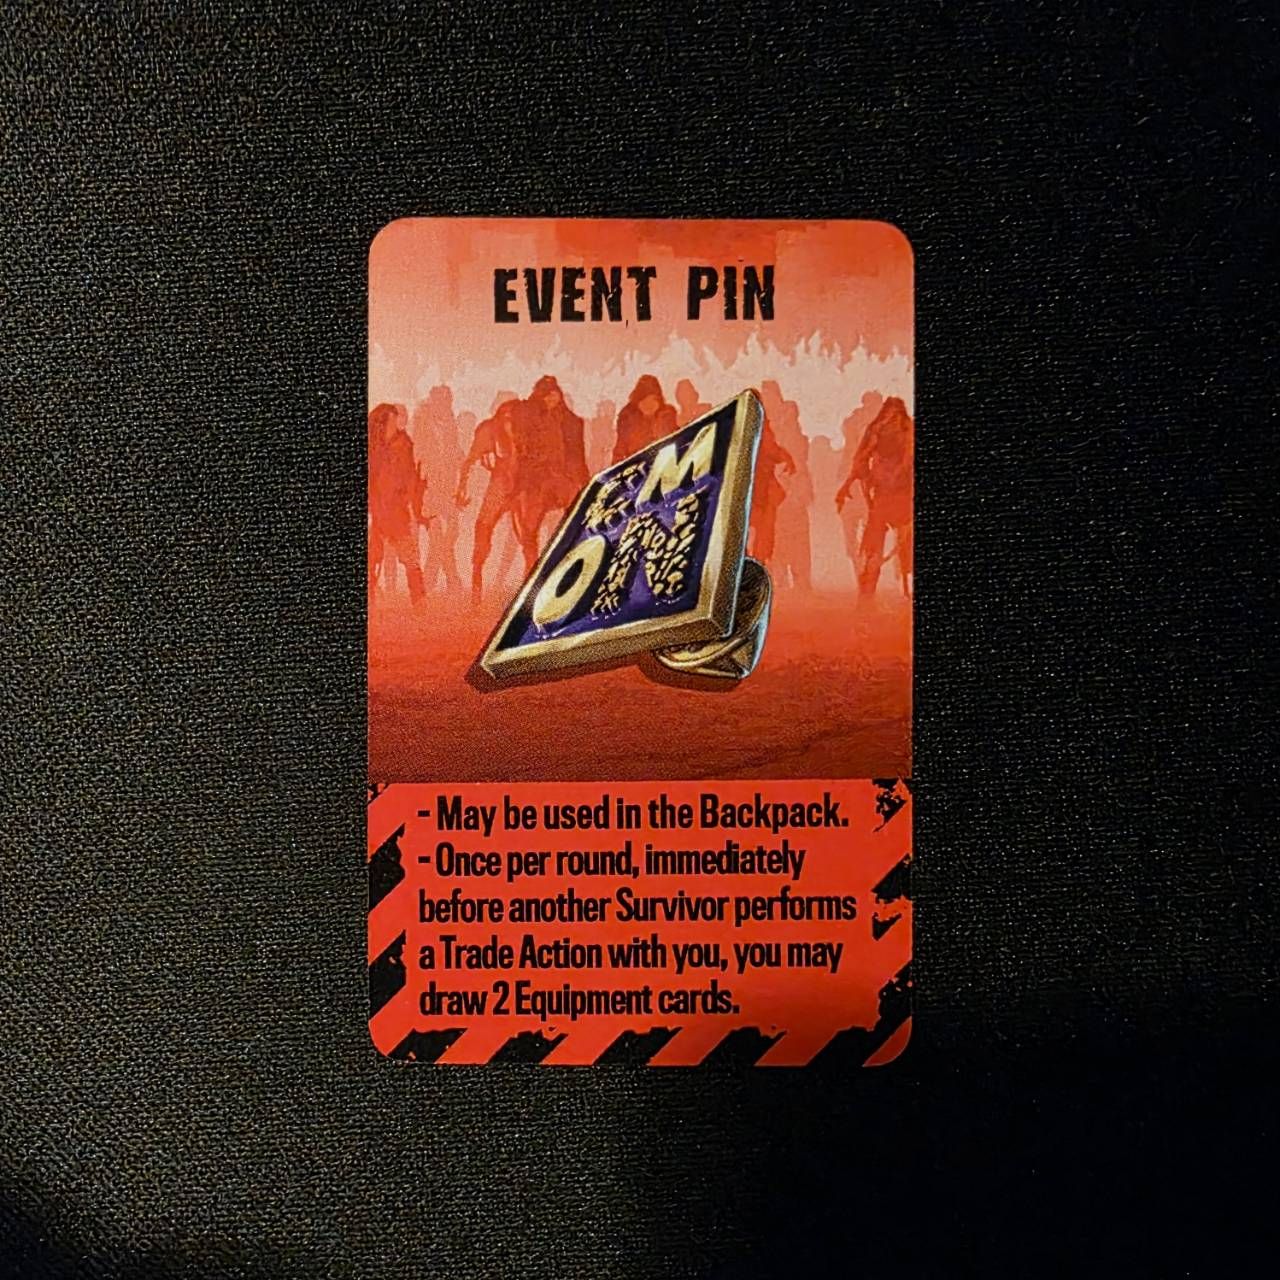 EVENT PIN
M
O N
- May be used in the Backpack.
- Once per round, immediately
before another Survivor performs
a Trade Action with you, you may
draw 2 Equipment cards.